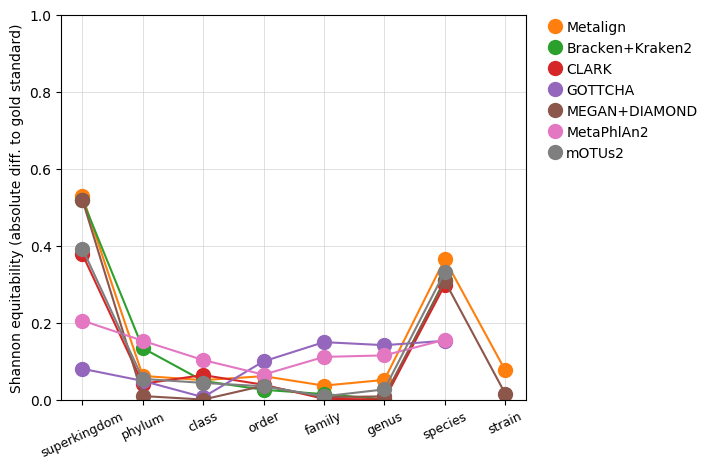 Shannon equitability (absolute diff. to gold standard)
1.0
0.8
0.6
0.4
0.2
0.0
superkingdom
phylum
class
order
family
genus
species
strain
Metalign
Bracken+Kraken2
CLARK
GOTTCHA
MEGAN+DIAMOND
MetaPhlAn2
mOTUs2